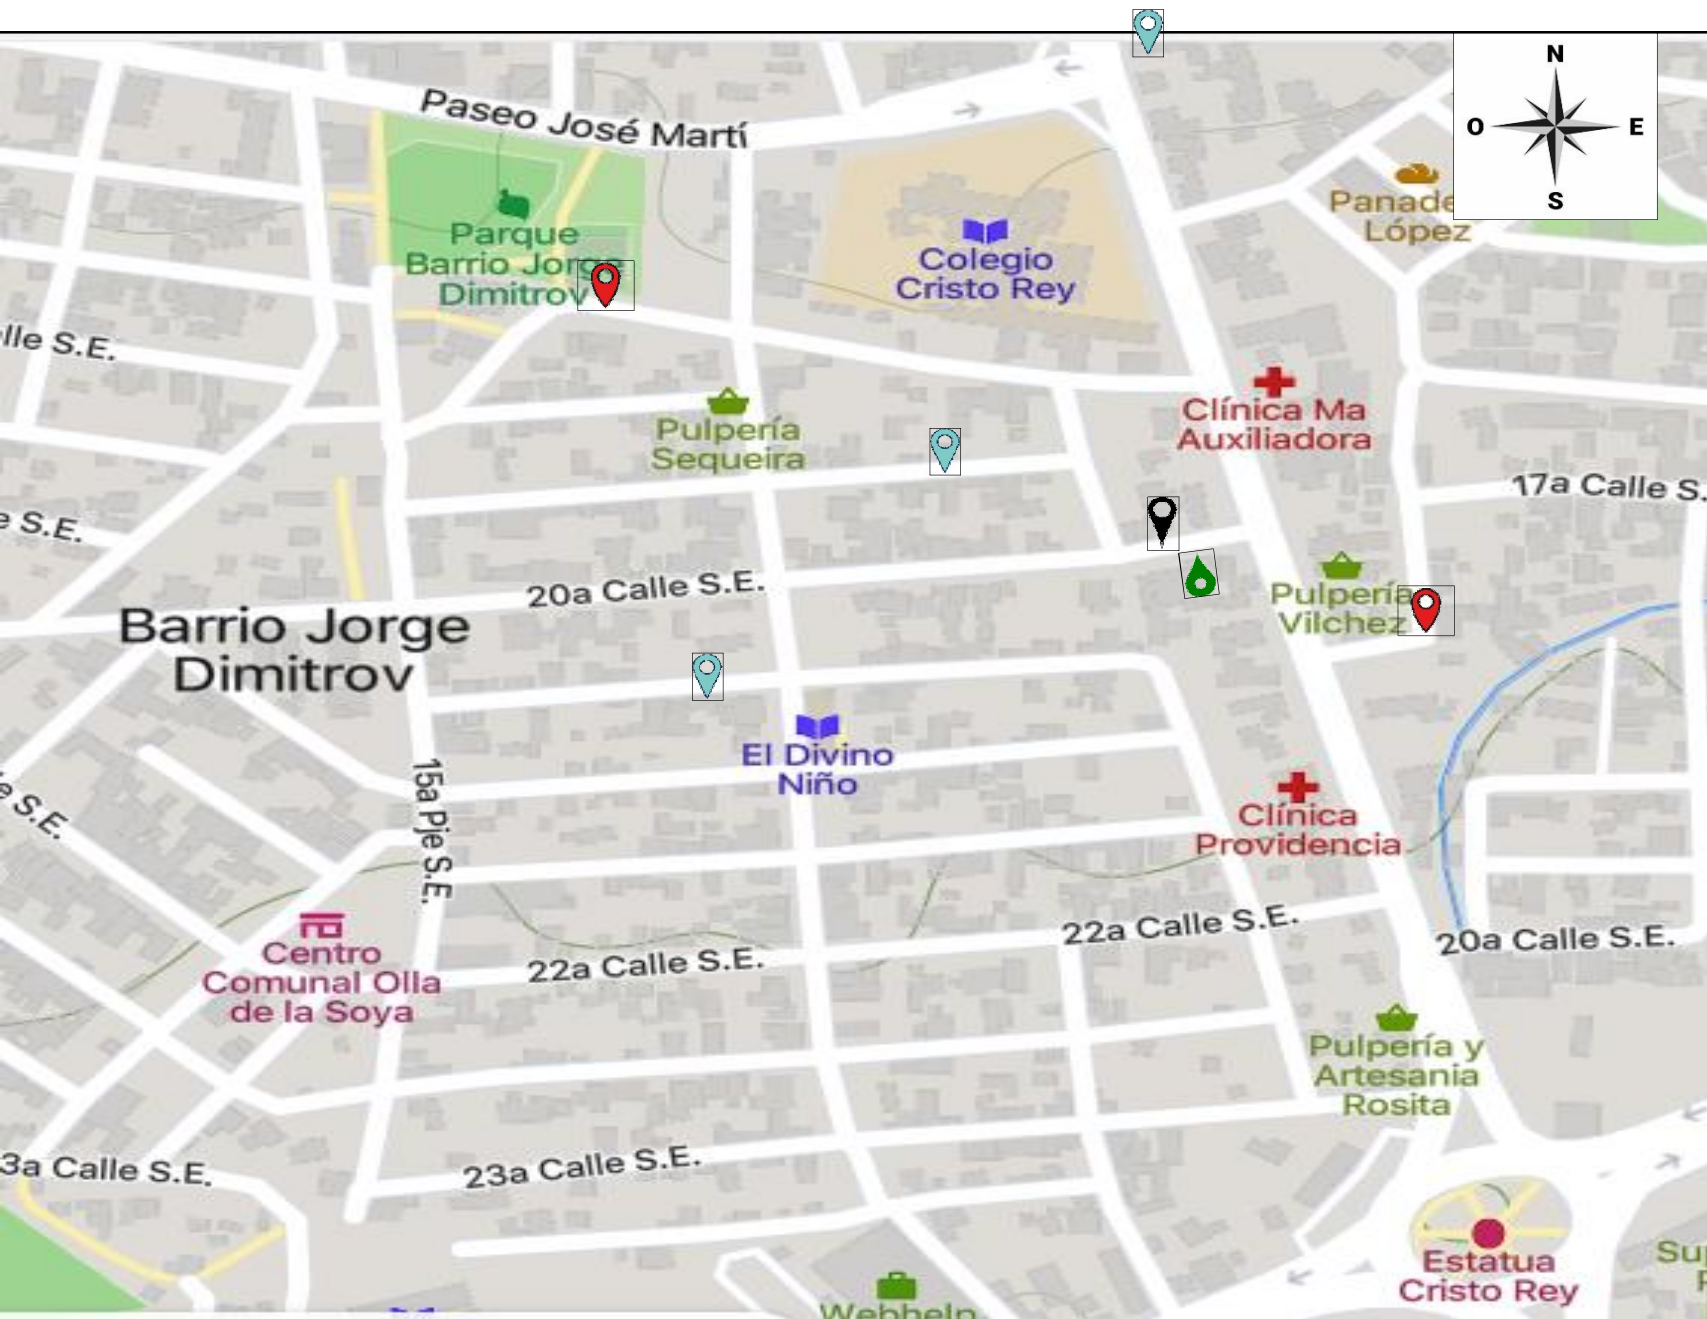 N
O
E
S
Paseo José Martí
Panade
López
Parque
Barrio Jorge
Dimitrov
Colegio
Cristo Rey
lle S.E.
Clínica Ma
Auxiliadora
Pulpería
Sequeira
17a Calle S.
e S.E.
20a Calle S.E.
Pulpería
Vilchez
Barrio Jorge
Dimitrov
El Divino
Niño
15a Pje S.E.
e S.E.
Clínica
Providencia
22a Calle S.E.
20a Calle S.E.
Centro
Comunal Olla
de la Soya
22a Calle S.E.
Pulpería y
Artesania
Rosita
3a Calle S.E.
23a Calle S.E.
Estatua
Cristo Rey
Su
Webheln